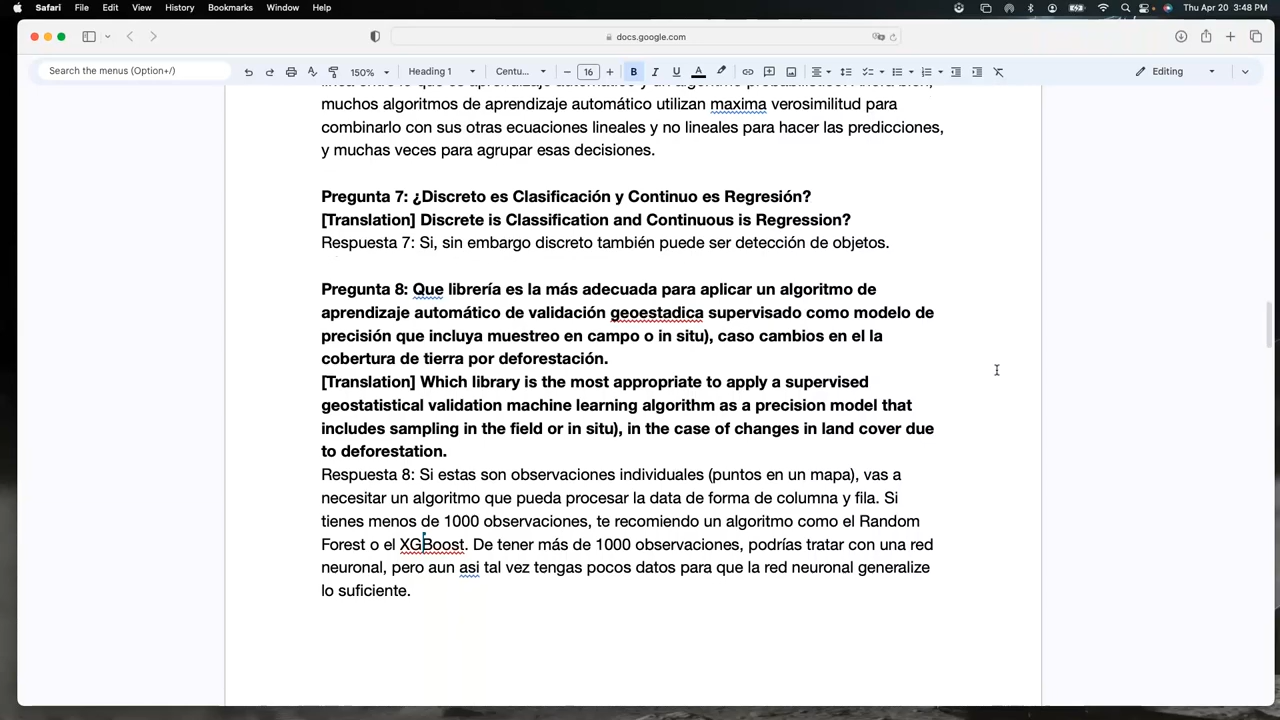 Safari File Edit View History Bookmarks Window Help Thu Apr 20 3:48 PM
docs.google.com
Search the menus (Option+/) 150% Heading 1 Centu... 16 B I U A Editing
muchos algoritmos de aprendizaje automático utilizan maxima verosimilitud para
combinarlo con sus otras ecuaciones lineales y no lineales para hacer las predicciones,
y muchas veces para agrupar esas decisiones.
Pregunta 7: ¿Discreto es Clasificación y Continuo es Regresión?
[Translation] Discrete is Classification and Continuous is Regression?
Respuesta 7: Si, sin embargo discreto también puede ser detección de objetos.
Pregunta 8: Que librería es la más adecuada para aplicar un algoritmo de
aprendizaje automático de validación geoestadica supervisado como modelo de
precisión que incluya muestreo en campo o in situ), caso cambios en el la
cobertura de tierra por deforestación.
[Translation] Which library is the most appropriate to apply a supervised
geostatistical validation machine learning algorithm as a precision model that
includes sampling in the field or in situ), in the case of changes in land cover due
to deforestation.
Respuesta 8: Si estas son observaciones individuales (puntos en un mapa), vas a
necesitar un algoritmo que pueda procesar la data de forma de columna y fila. Si
tienes menos de 1000 observaciones, te recomiendo un algoritmo como el Random
Forest o el XGBoost. De tener más de 1000 observaciones, podrías tratar con una red
neuronal, pero aun asi tal vez tengas pocos datos para que la red neuronal generalize
lo suficiente.